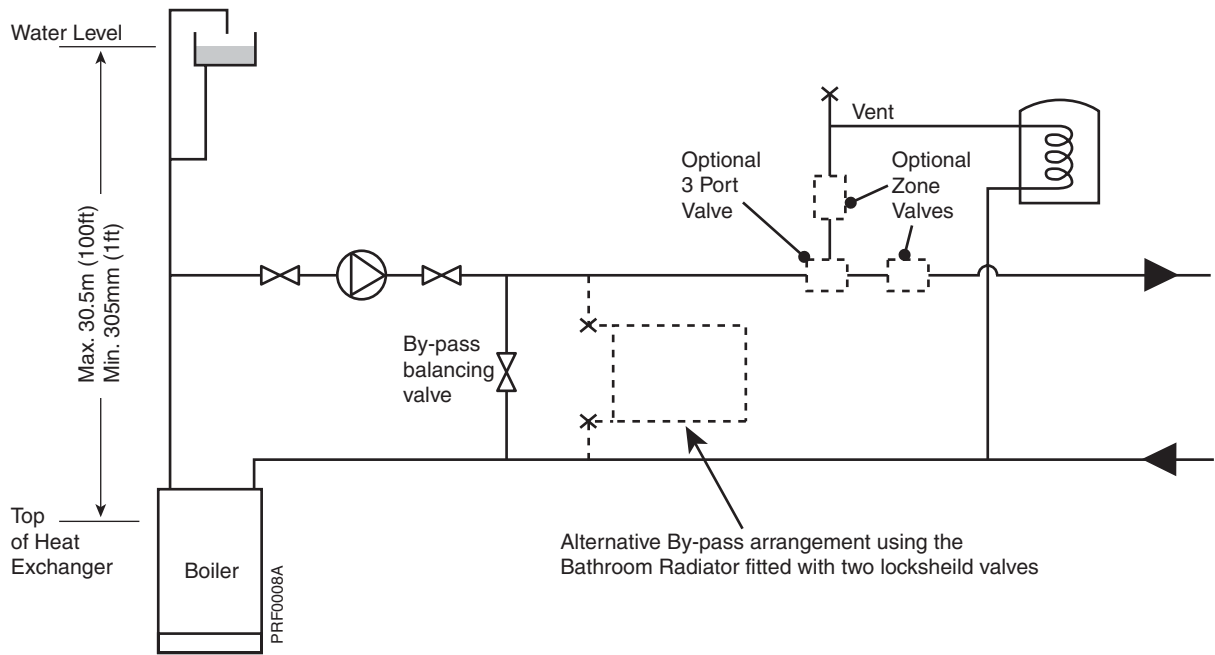 Water Level
Max. 30.5m (100ft)
Min. 305mm (1ft)
Top
of Heat
Exchanger
Boiler
PRF0008A
By-pass
balancing
valve
Optional
3 Port
Valve
Vent
Optional
Zone
Valves
Alternative By-pass arrangement using the
Bathroom Radiator fitted with two locksheild valves